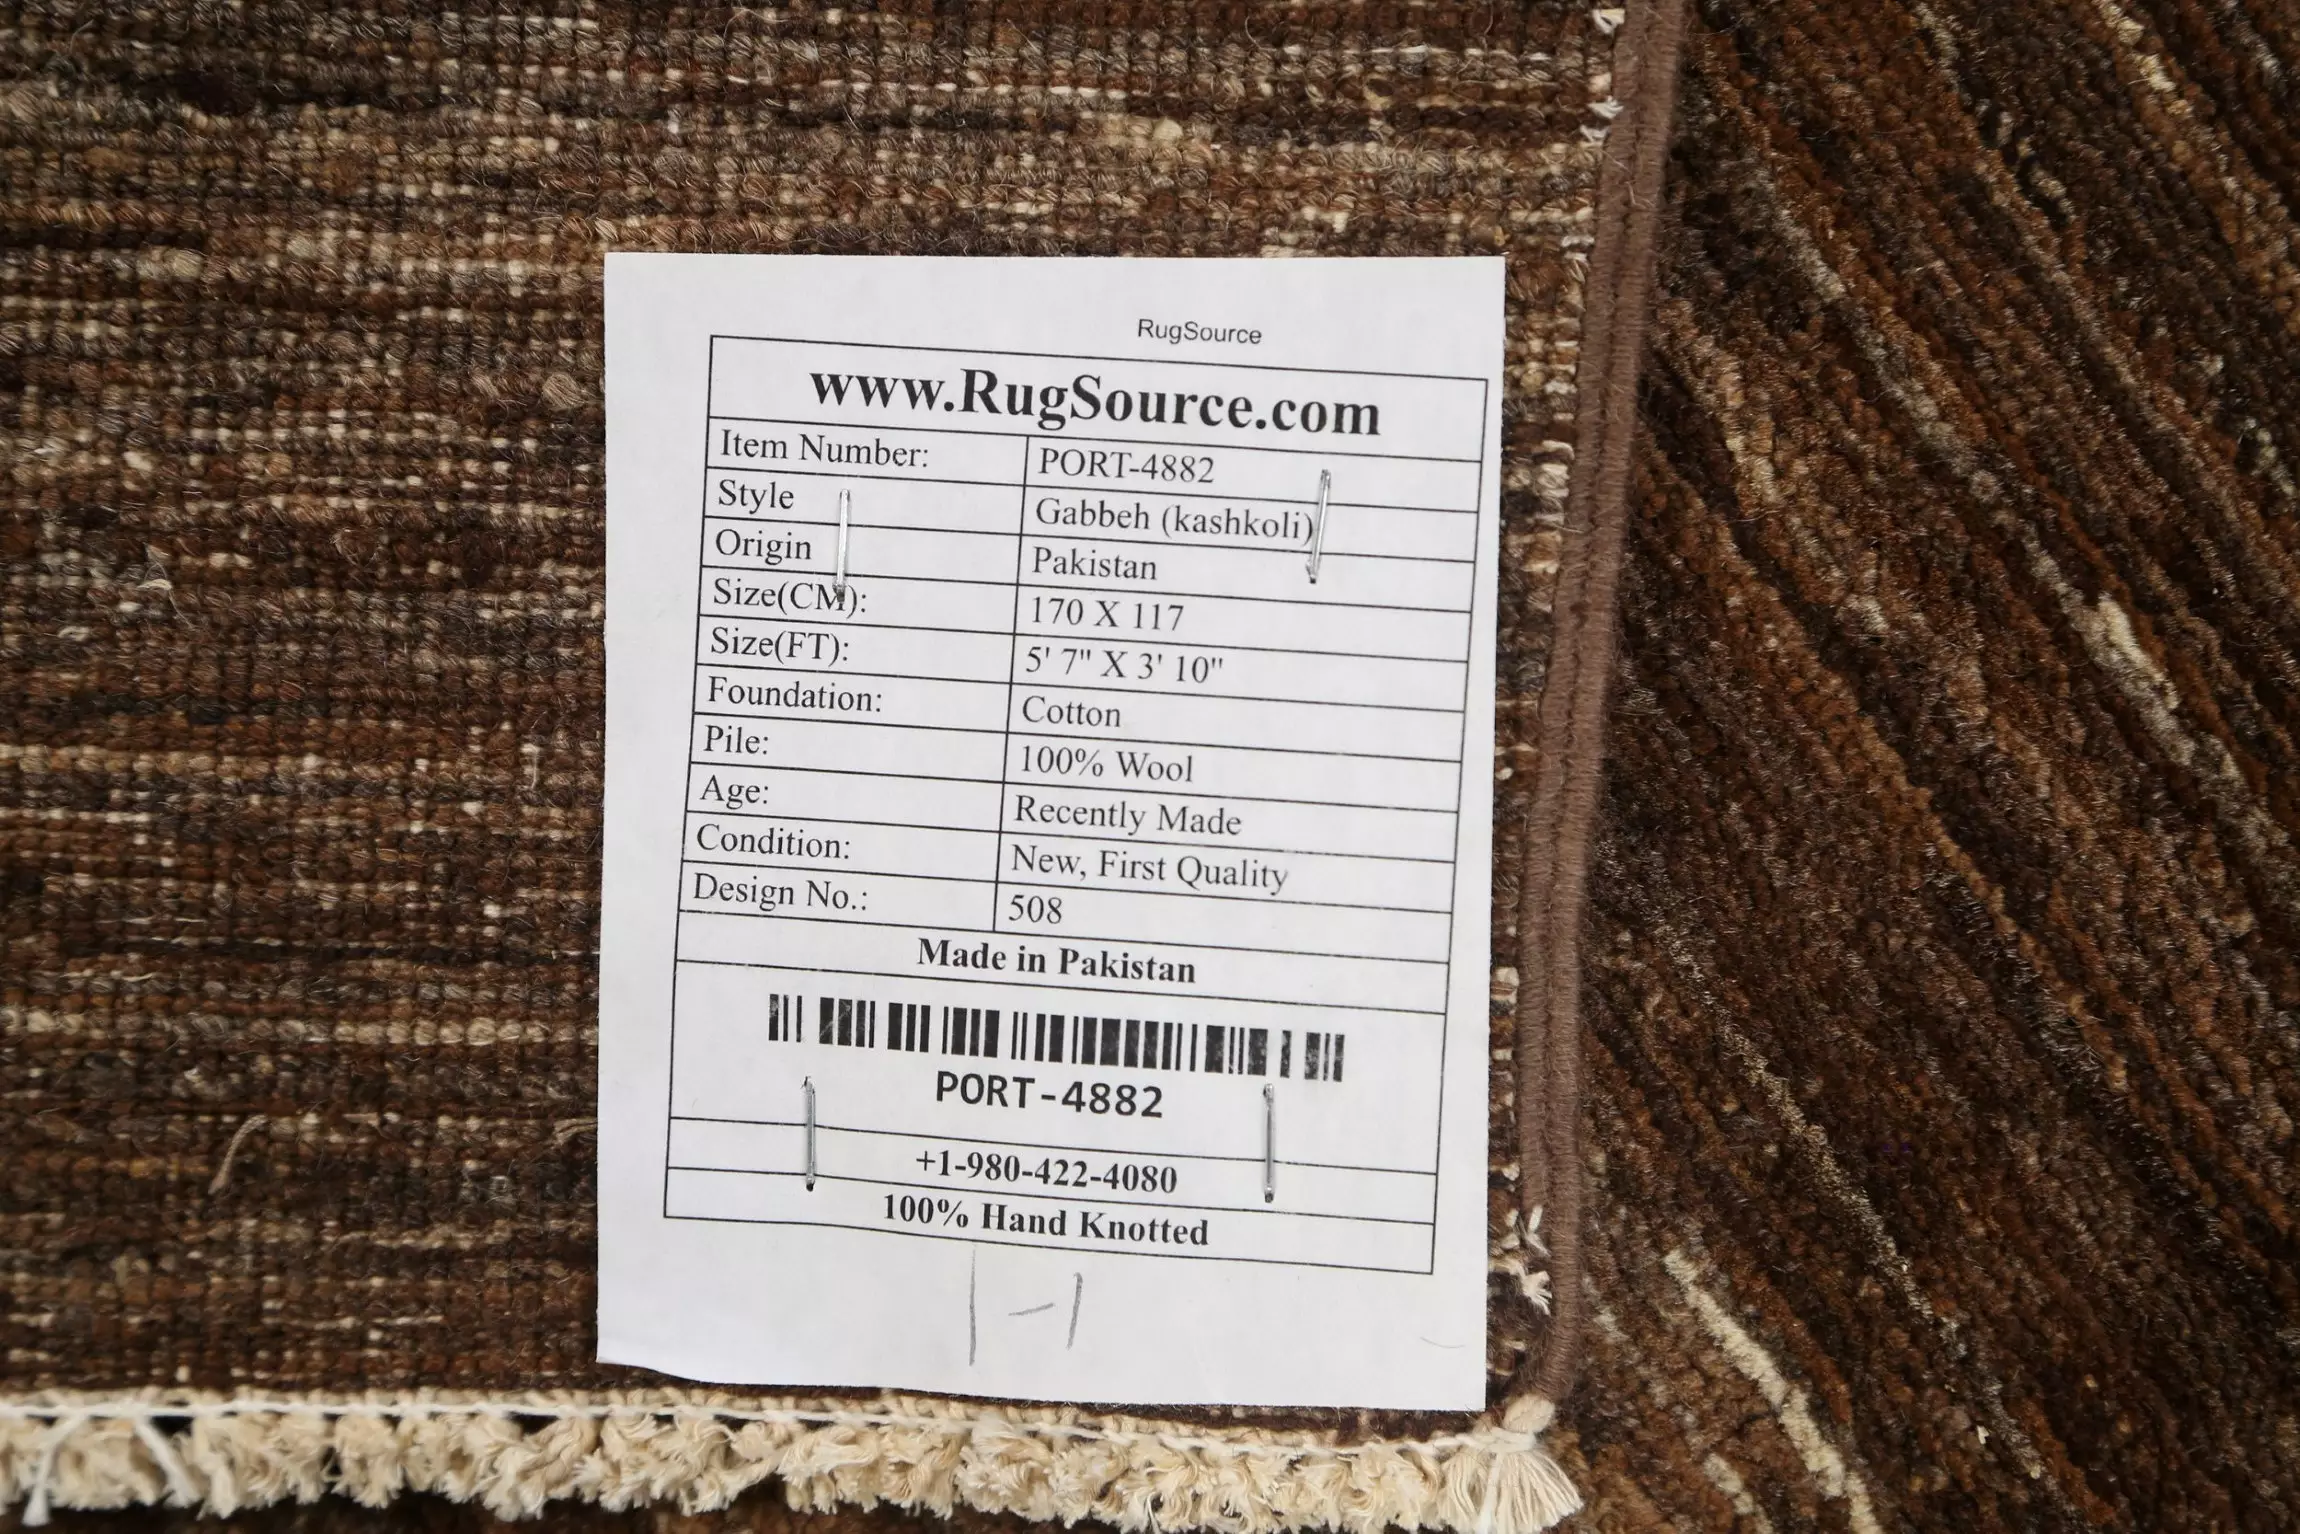 RugSource
www.RugSource.com
Item Number: PORT-4882
Style Gabbeh (kashkoli)
Origin Pakistan
Size(CM): 170 X 117
Size(FT): 5' 7" X 3' 10"
Foundation: Cotton
Pile: 100% Wool
Age: Recently Made
Condition: New, First Quality
Design No.: 508
Made in Pakistan
PORT-4882
+1-980-422-4080
100% Hand Knotted
1-1